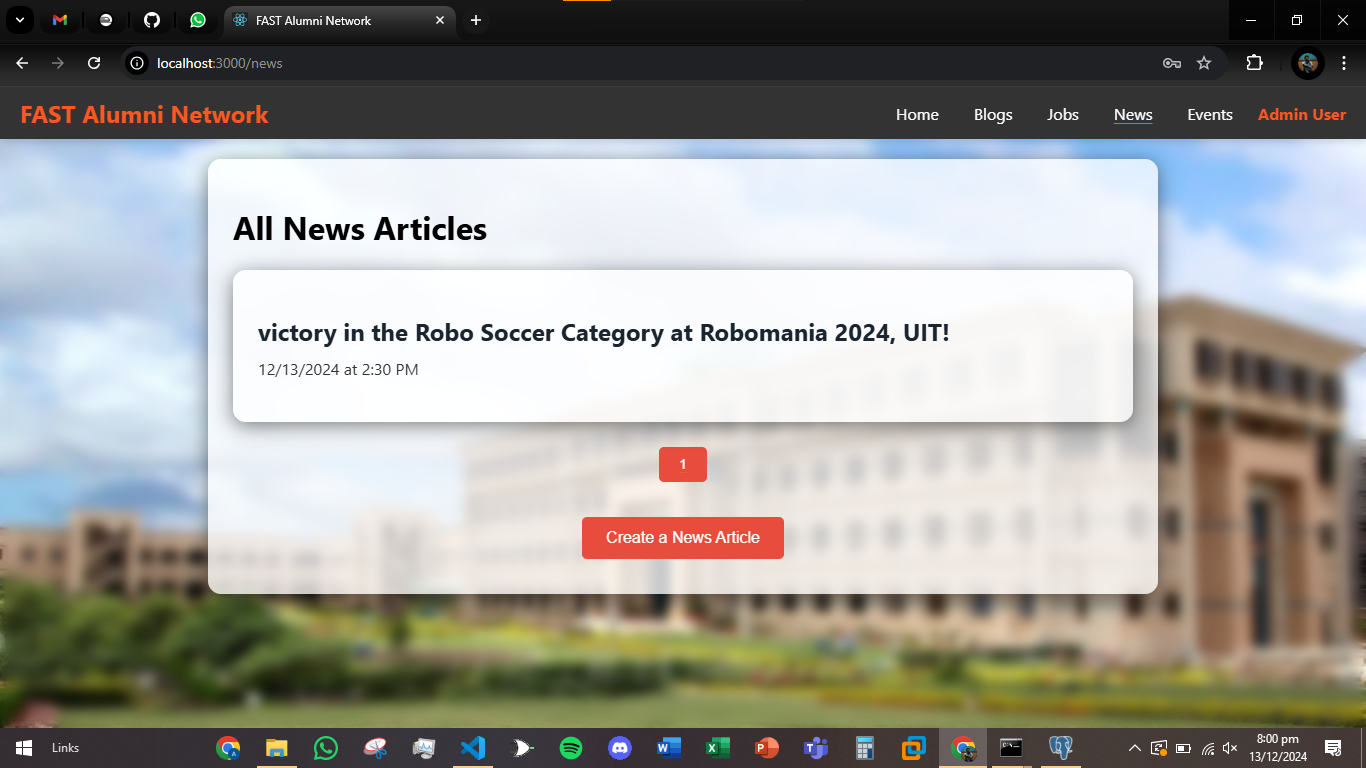 FAST Alumni Network
localhost:3000/news
FAST Alumni Network
Home Blogs Jobs News Events Admin User
All News Articles
victory in the Robo Soccer Category at Robomania 2024, UIT!
12/13/2024 at 2:30 PM
1
Create a News Article
Links
8:00 pm
13/12/2024